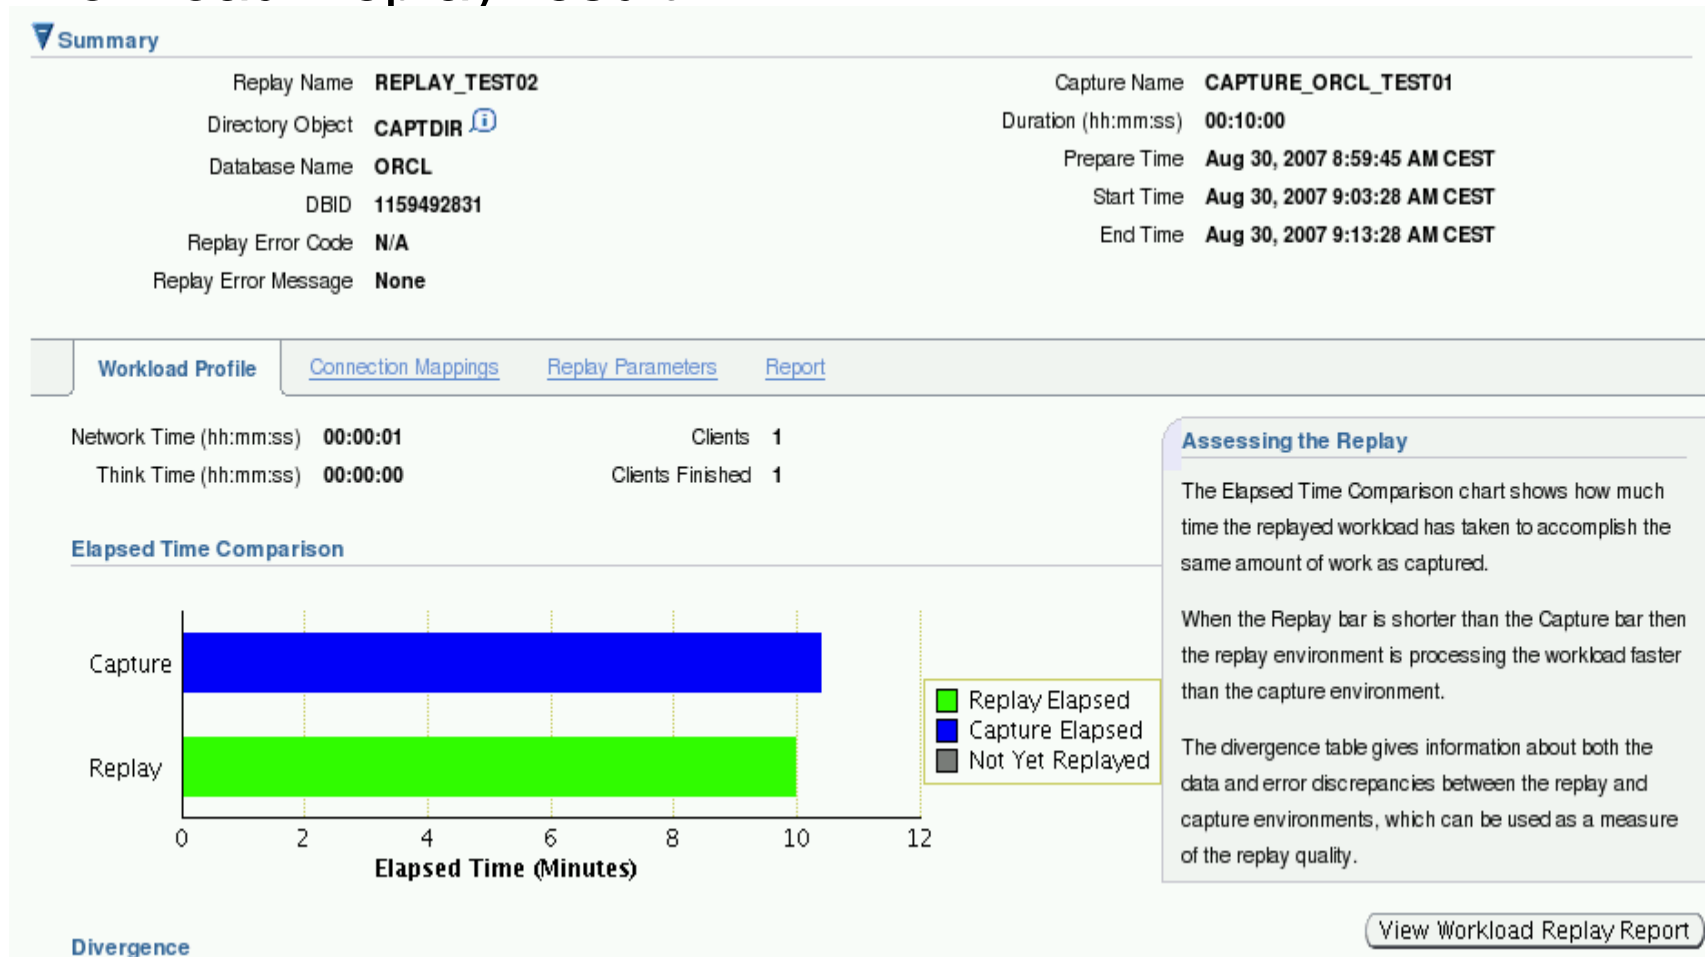 Summary
Replay Name REPLAY_TEST02
Directory Object CAPTDIR
Database Name ORCL
DBID 1159492831
Replay Error Code N/A
Replay Error Message None
Capture Name CAPTURE_ORCL_TEST01
Duration (hh:mm:ss) 00:10:00
Prepare Time Aug 30, 2007 8:59:45 AM CEST
Start Time Aug 30, 2007 9:03:28 AM CEST
End Time Aug 30, 2007 9:13:28 AM CEST
Workload Profile Connection Mappings Replay Parameters Report
Network Time (hh:mm:ss) 00:00:01
Think Time (hh:mm:ss) 00:00:00
Clients 1
Clients Finished 1
Elapsed Time Comparison
Capture
Replay
0 2 4 6 8 10 12
Elapsed Time (Minutes)
Replay Elapsed
Capture Elapsed
Not Yet Replayed
Assessing the Replay
The Elapsed Time Comparison chart shows how much
time the replayed workload has taken to accomplish the
same amount of work as captured.
When the Replay bar is shorter than the Capture bar then
the replay environment is processing the workload faster
than the capture environment.
The divergence table gives information about both the
data and error discrepancies between the replay and
capture environments, which can be used as a measure
of the replay quality.
View Workload Replay Report
Divergence